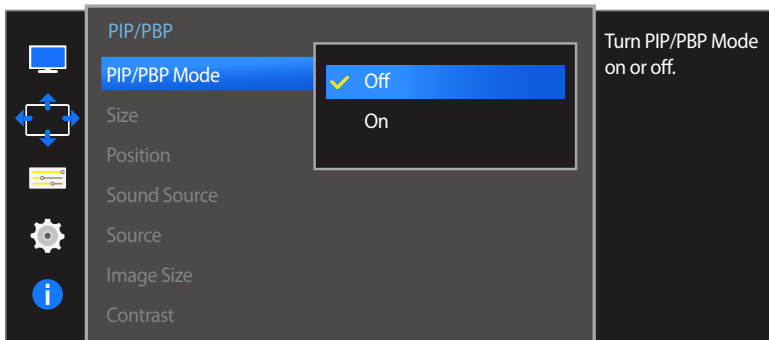 PIP/PBP
PIP/PBP Mode
Off
On
Size
Position
Sound Source
Source
Image Size
Contrast
Turn PIP/PBP Mode
on or off.
i